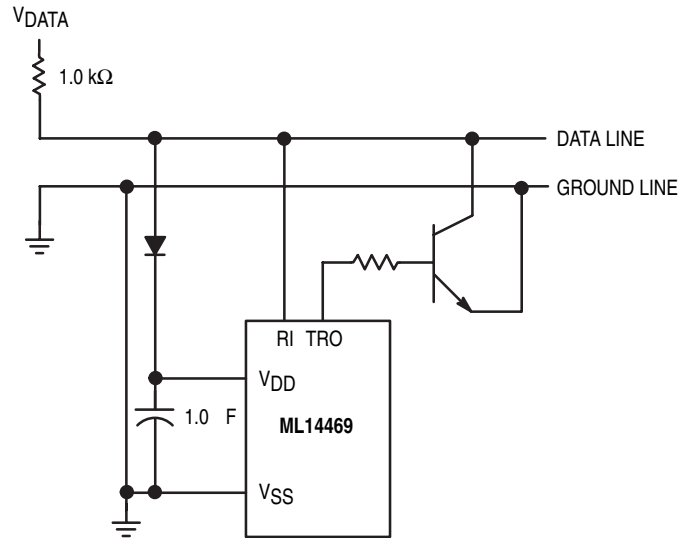 VDATA
1.0 kΩ
DATA LINE
GROUND LINE
RI TRO
VDD
1.0 F
ML14469
VSS